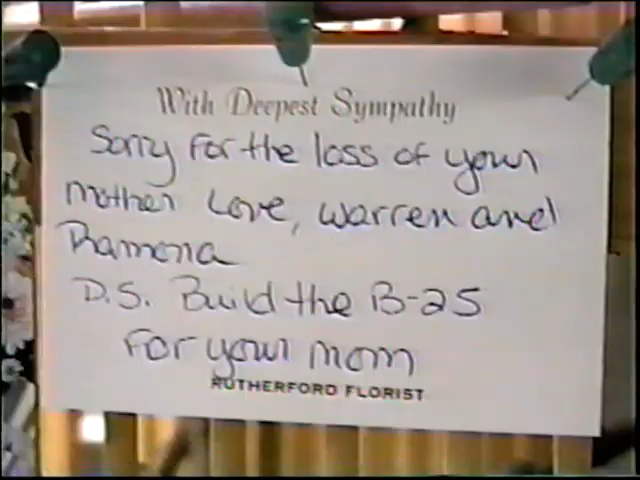 With Deepest Sympathy
Sorry for the loss of your
mother Love, Warren and
Ramona
P.S. Build the B-25
For your mom
RUTHERFORD FLORIST